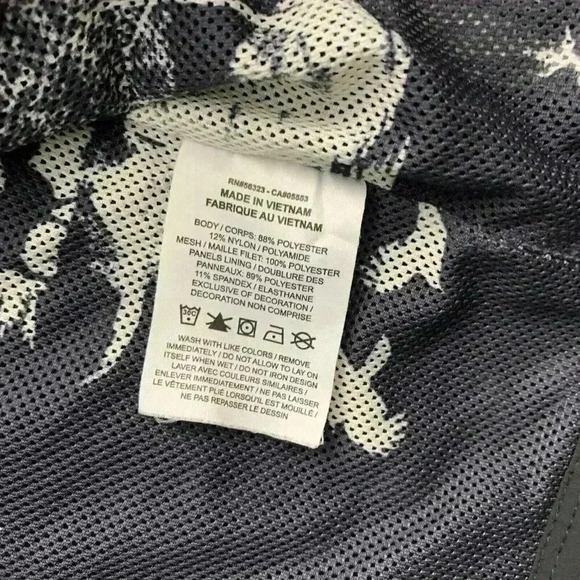 RN#56323 - CA#05553
MADE IN VIETNAM
FABRIQUE AU VIETNAM
BODY / CORPS: 88% POLYESTER
12% NYLON / POLYAMIDE
MESH / MAILLE FILET: 100% POLYESTER
PANELS LINING / DOUBLURE DES
PANNEAUX: 89% POLYESTER
11% SPANDEX / ELASTHANNE
EXCLUSIVE OF DECORATION /
DECORATION NON COMPRISE
30C
WASH WITH LIKE COLORS / REMOVE
IMMEDIATELY / DO NOT ALLOW TO LAY ON
ITSELF WHEN WET / DO NOT IRON DESIGN
LAVER AVEC COULEURS SIMILAIRES /
ENLEVER IMMEDIATEMENT / NE PAS LAISSER
LE VÊTEMENT PLIE LORSQU'IL EST MOUILLÉ /
NE PAS REPASSER LE DESSIN